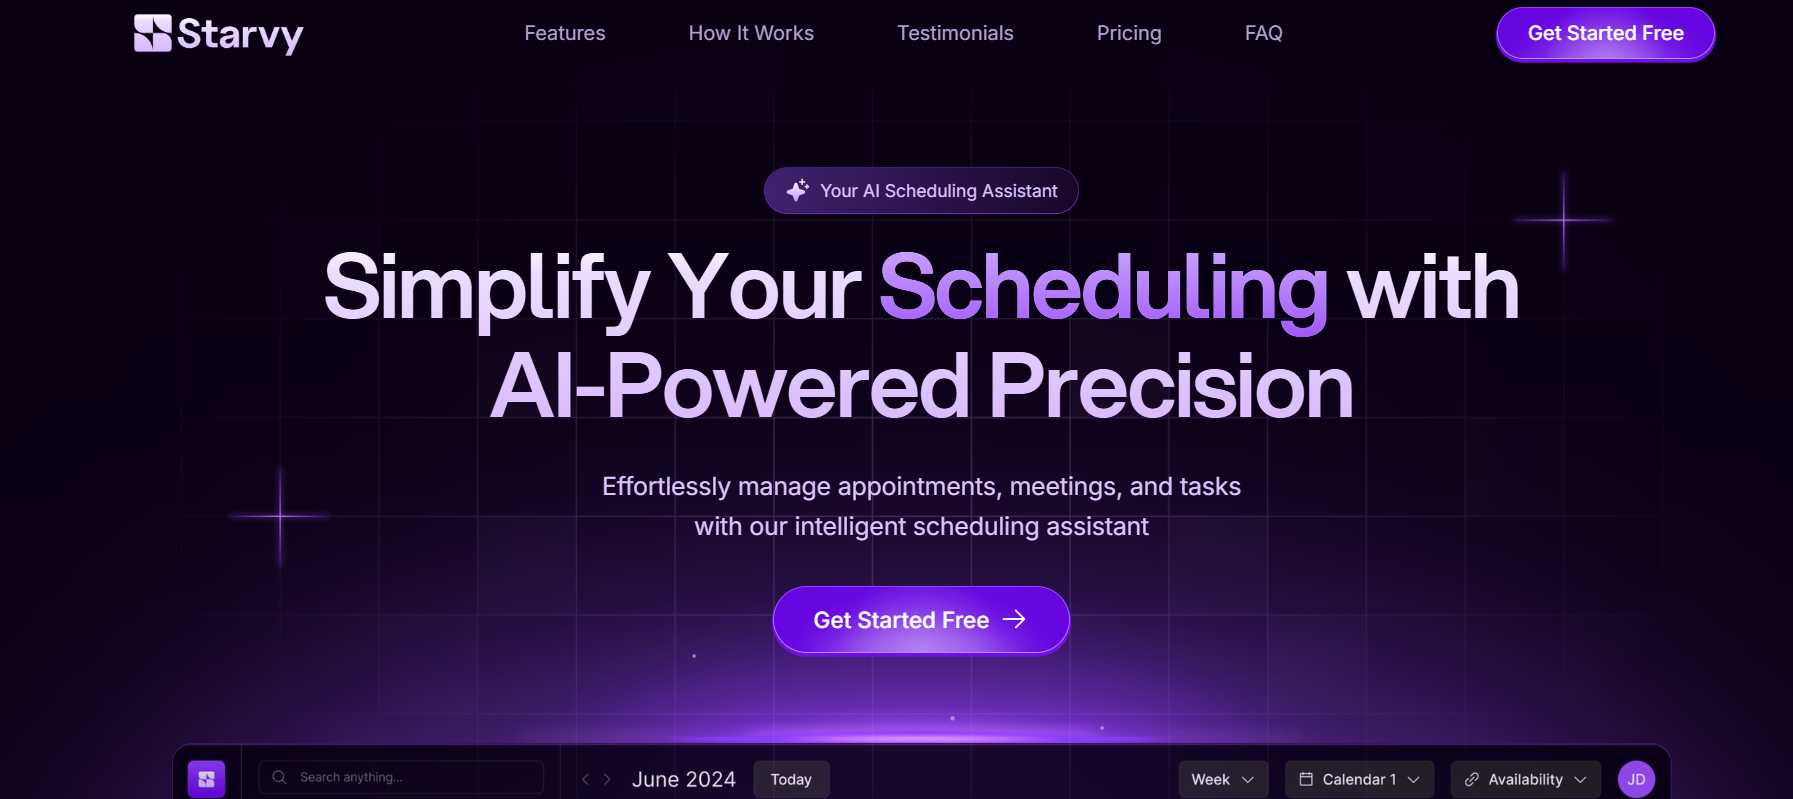 Starvy
Features
How It Works
Testimonials
Pricing
FAQ
Get Started Free
Your AI Scheduling Assistant
Simplify Your Scheduling with
AI-Powered Precision
Effortlessly manage appointments, meetings, and tasks
with our intelligent scheduling assistant
Get Started Free
Search anything...
June 2024
Today
Week
Calendar 1
Availability
JD